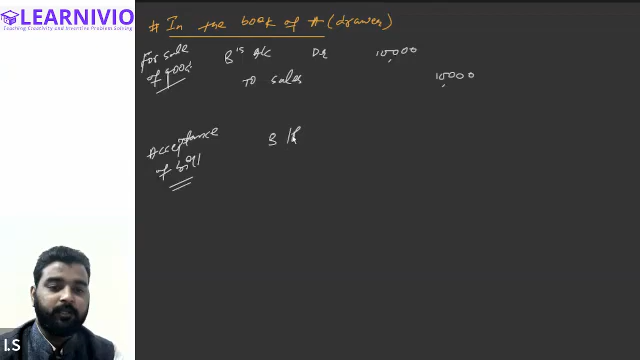 LEARNIVIO
Teaching Creativity and Inventive Problem Solving
# In the book of A (drawer)
For sale of goods B's A/c Dr 10,000
To sales 10,000
Acceptance of bill B
I.S